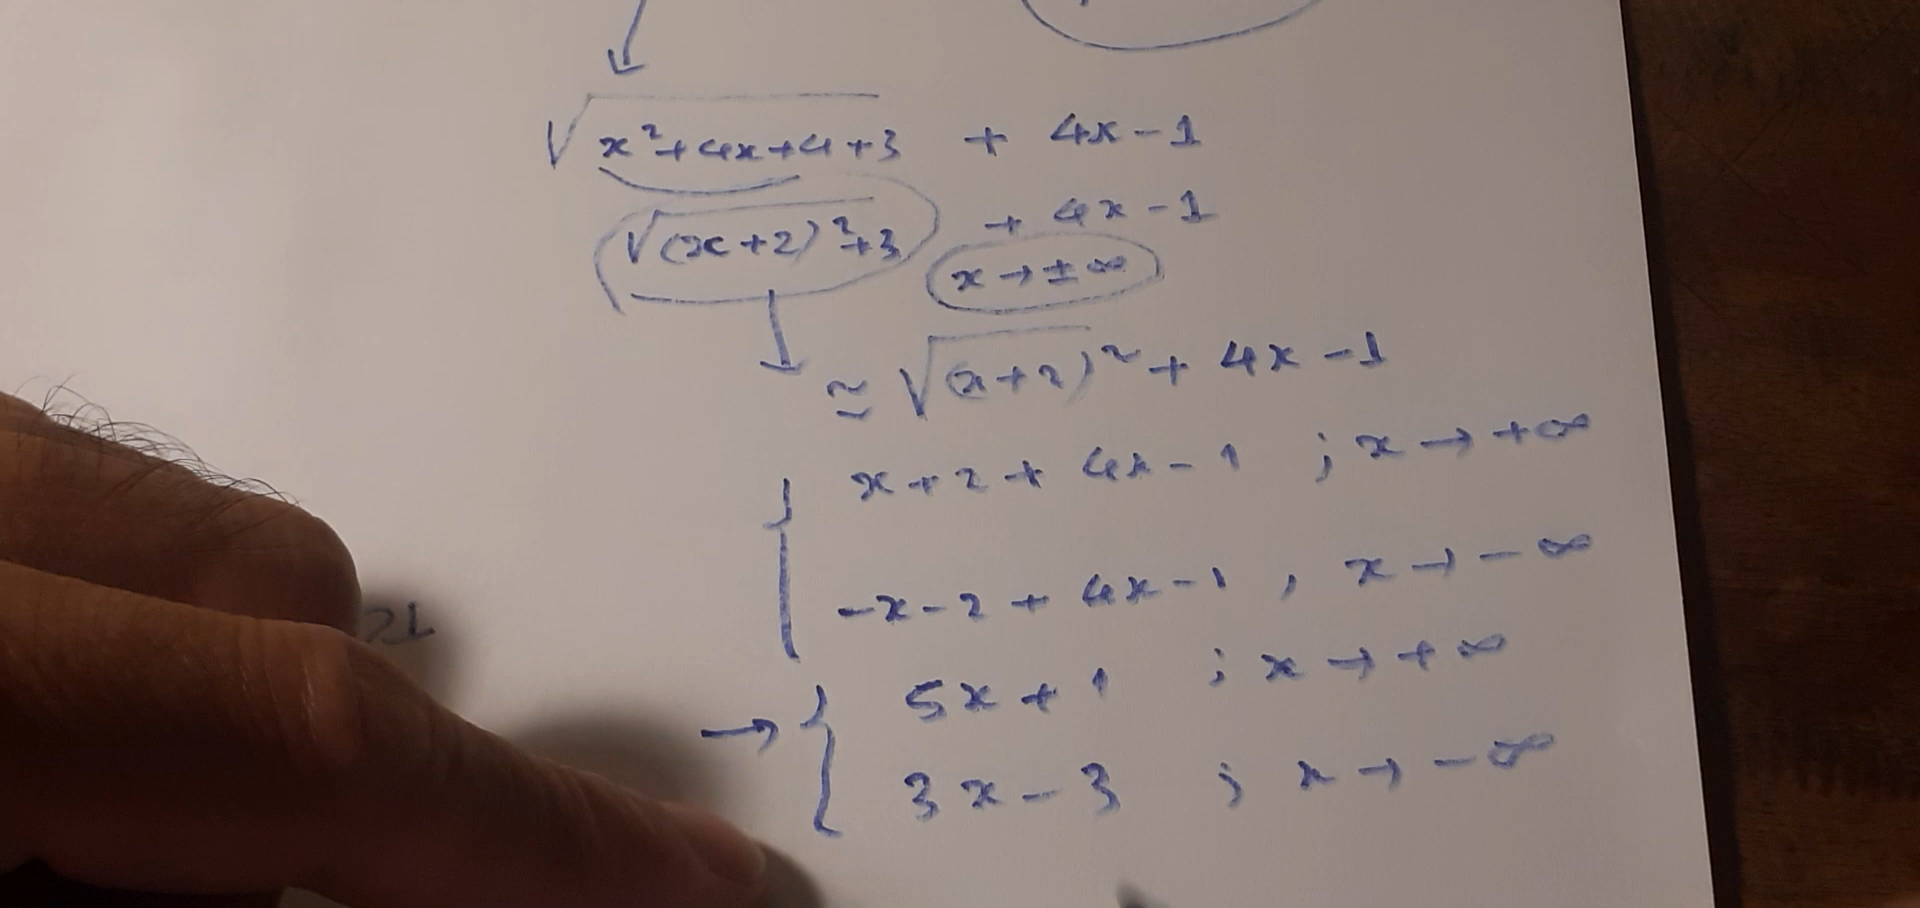 √x²+4x+4+3 + 4x-1
√(x+2)²+3 + 4x-1
x→±∞
≃ √(x+2)² + 4x-1
x+2+4x-1 ; x→+∞
-x-2+4x-1 , x→-∞
→ { 5x+1 ; x→+∞
3x-3 ; x→-∞